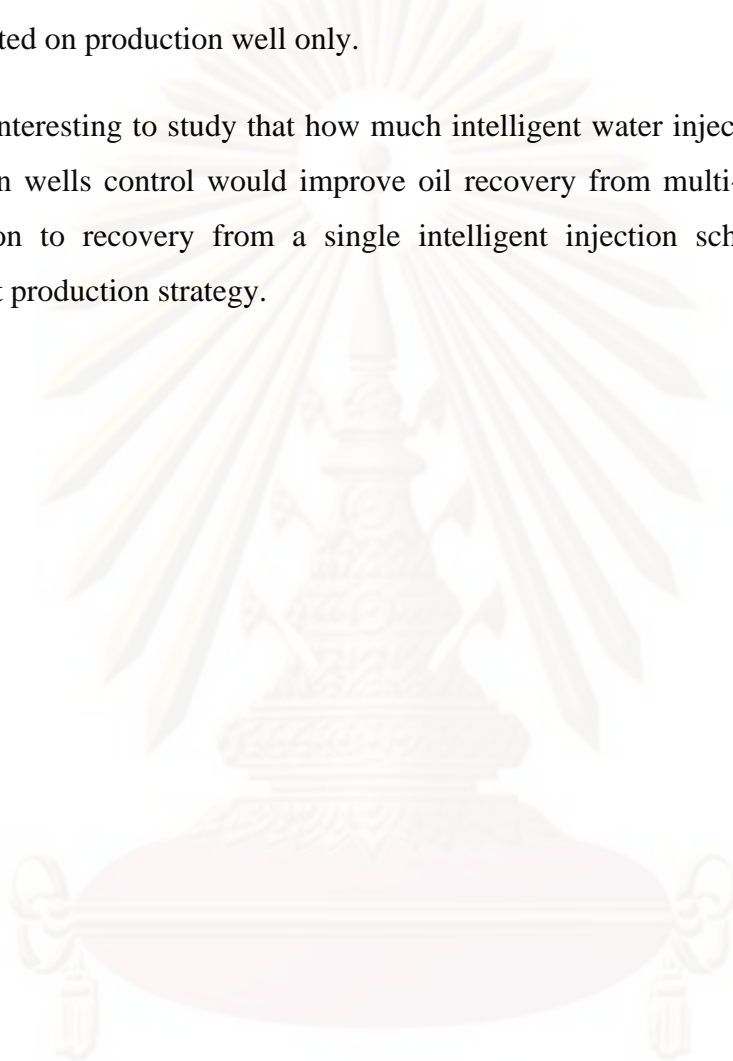 ted on production well only.
nteresting to study that how much intelligent water injec
n wells control would improve oil recovery from multi-
on to recovery from a single intelligent injection sch
t production strategy.